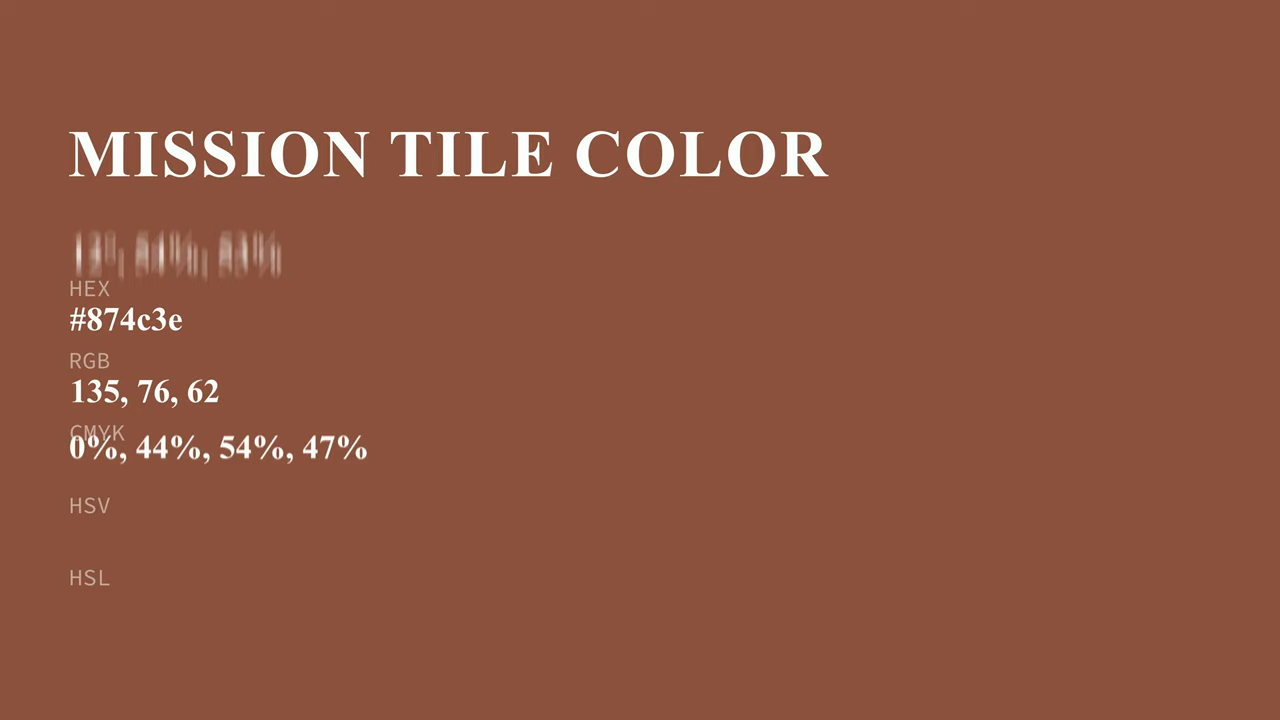 MISSION TILE COLOR
HEX
#874c3e
RGB
135, 76, 62
CMYK
0%, 44%, 54%, 47%
HSV
HSL